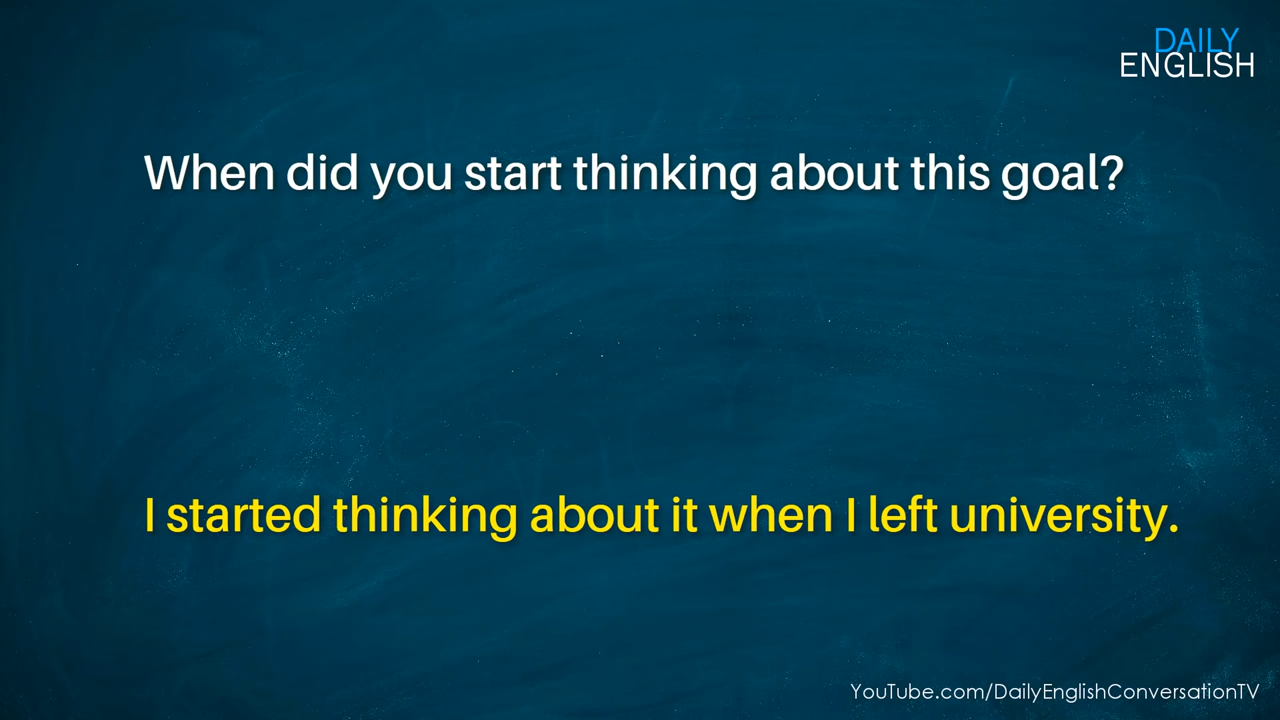 DAILY
ENGLISH
When did you start thinking about this goal?
I started thinking about it when I left university.
YouTube.com/DailyEnglishConversationTV